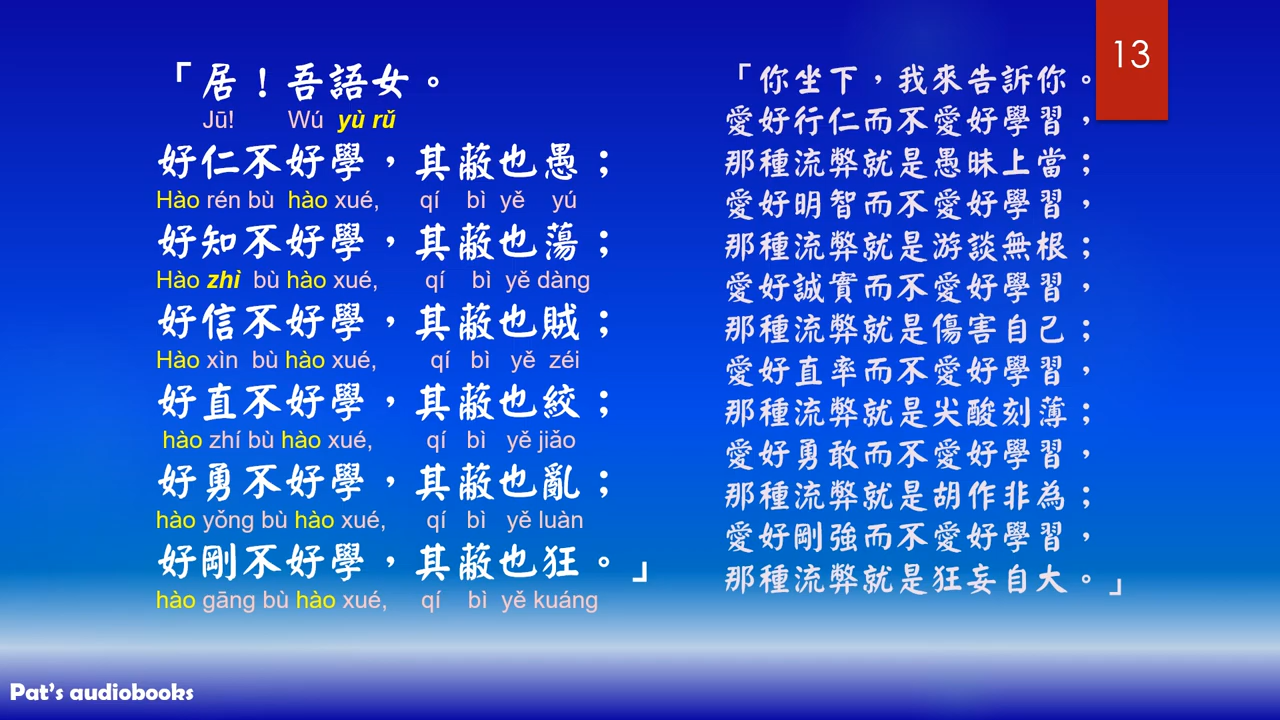 「居！吾語女。
Jū! Wú yù rǔ
好仁不好學，其蔽也愚；
Hào rén bù hào xué, qí bì yě yú
好知不好學，其蔽也蕩；
Hào zhì bù hào xué, qí bì yě dàng
好信不好學，其蔽也賊；
Hào xìn bù hào xué, qí bì yě zéi
好直不好學，其蔽也絞；
hào zhí bù hào xué, qí bì yě jiǎo
好勇不好學，其蔽也亂；
hào yǒng bù hào xué, qí bì yě luàn
好剛不好學，其蔽也狂。」
hào gāng bù hào xué, qí bì yě kuáng
「你坐下，我來告訴你。
愛好行仁而不愛好學習，
那種流弊就是愚昧上當；
愛好明智而不愛好學習，
那種流弊就是游談無根；
愛好誠實而不愛好學習，
那種流弊就是傷害自己；
愛好直率而不愛好學習，
那種流弊就是尖酸刻薄；
愛好勇敢而不愛好學習，
那種流弊就是胡作非為；
愛好剛強而不愛好學習，
那種流弊就是狂妄自大。」
13
Pat's audiobooks